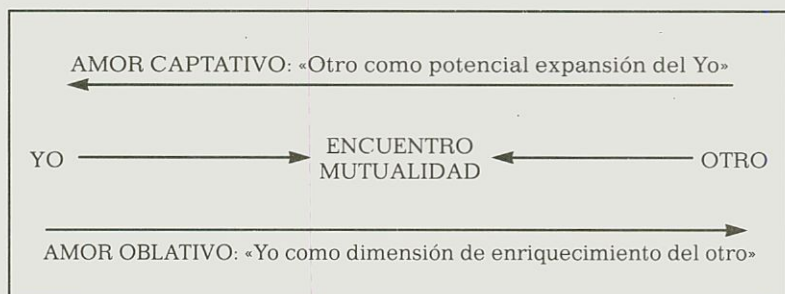 AMOR CAPTATIVO: «Otro como potencial expansión del Yo»
YO
ENCUENTRO
MUTUALIDAD
OTRO
AMOR OBLATIVO: «Yo como dimensión de enriquecimiento del otro»